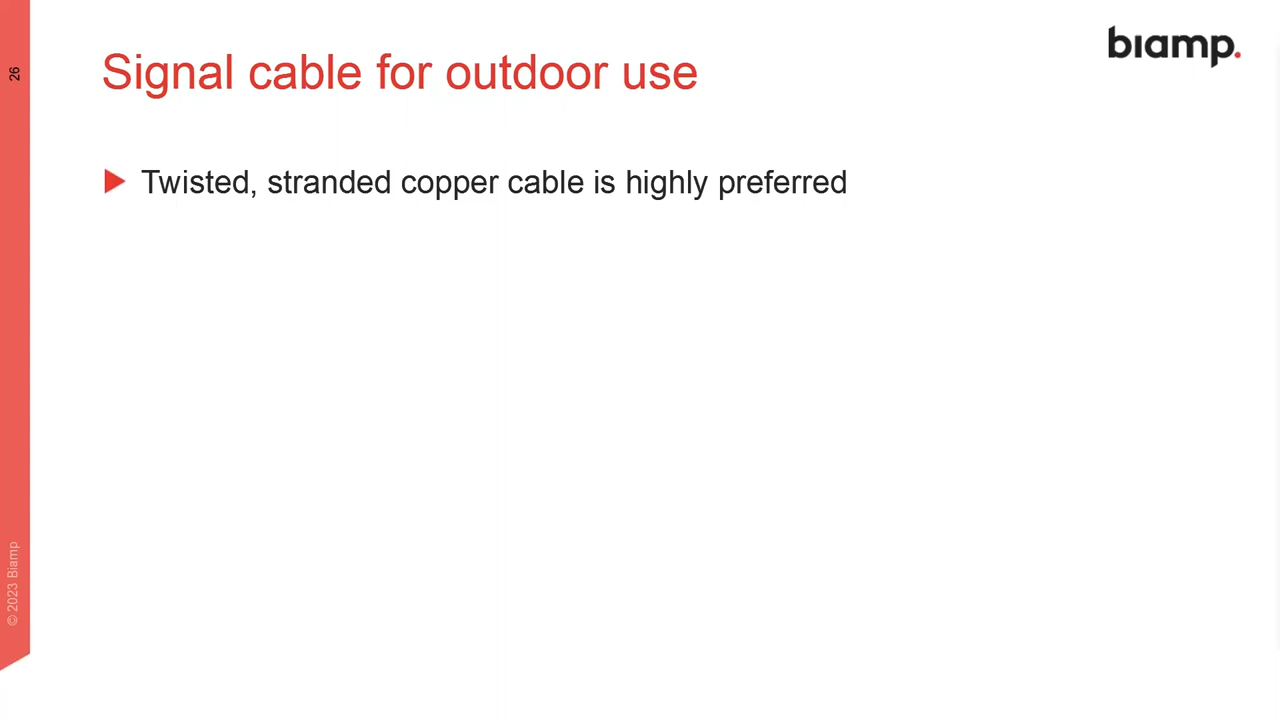 biamp.
26
Signal cable for outdoor use
Twisted, stranded copper cable is highly preferred
© 2023 Biamp